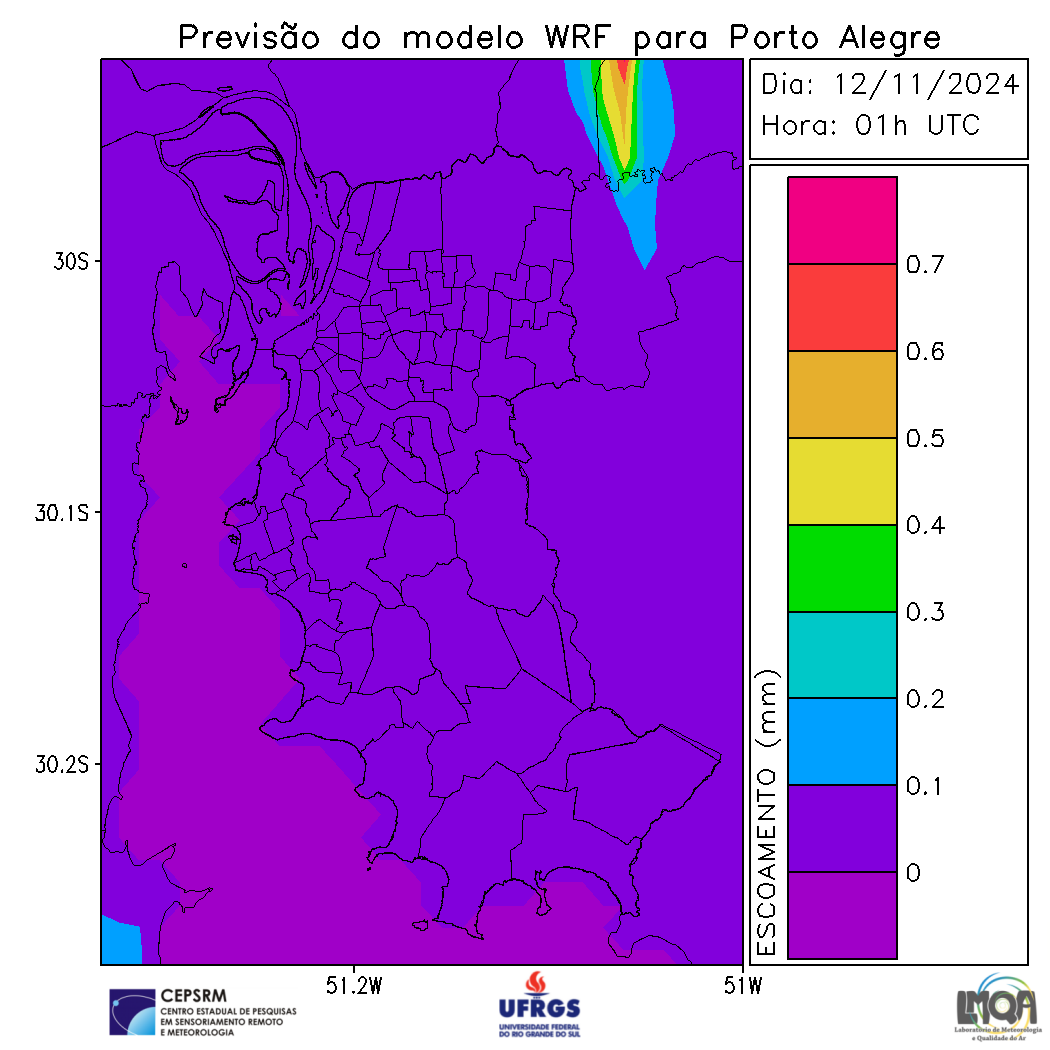 Previsão do modelo WRF para Porto Alegre
Dia: 12/11/2024
Hora: 01h UTC
30S
30.1S
30.2S
51.2W
51W
ESCOAMENTO (mm)
0.7
0.6
0.5
0.4
0.3
0.2
0.1
0
CEPSRM
CENTRO ESTADUAL DE PESQUISAS
EM SENSORIAMENTO REMOTO
E METEOROLOGIA
UFRGS
UNIVERSIDADE FEDERAL
DO RIO GRANDE DO SUL
LMQA
Laboratório de Meteorologia
e Qualidade do Ar